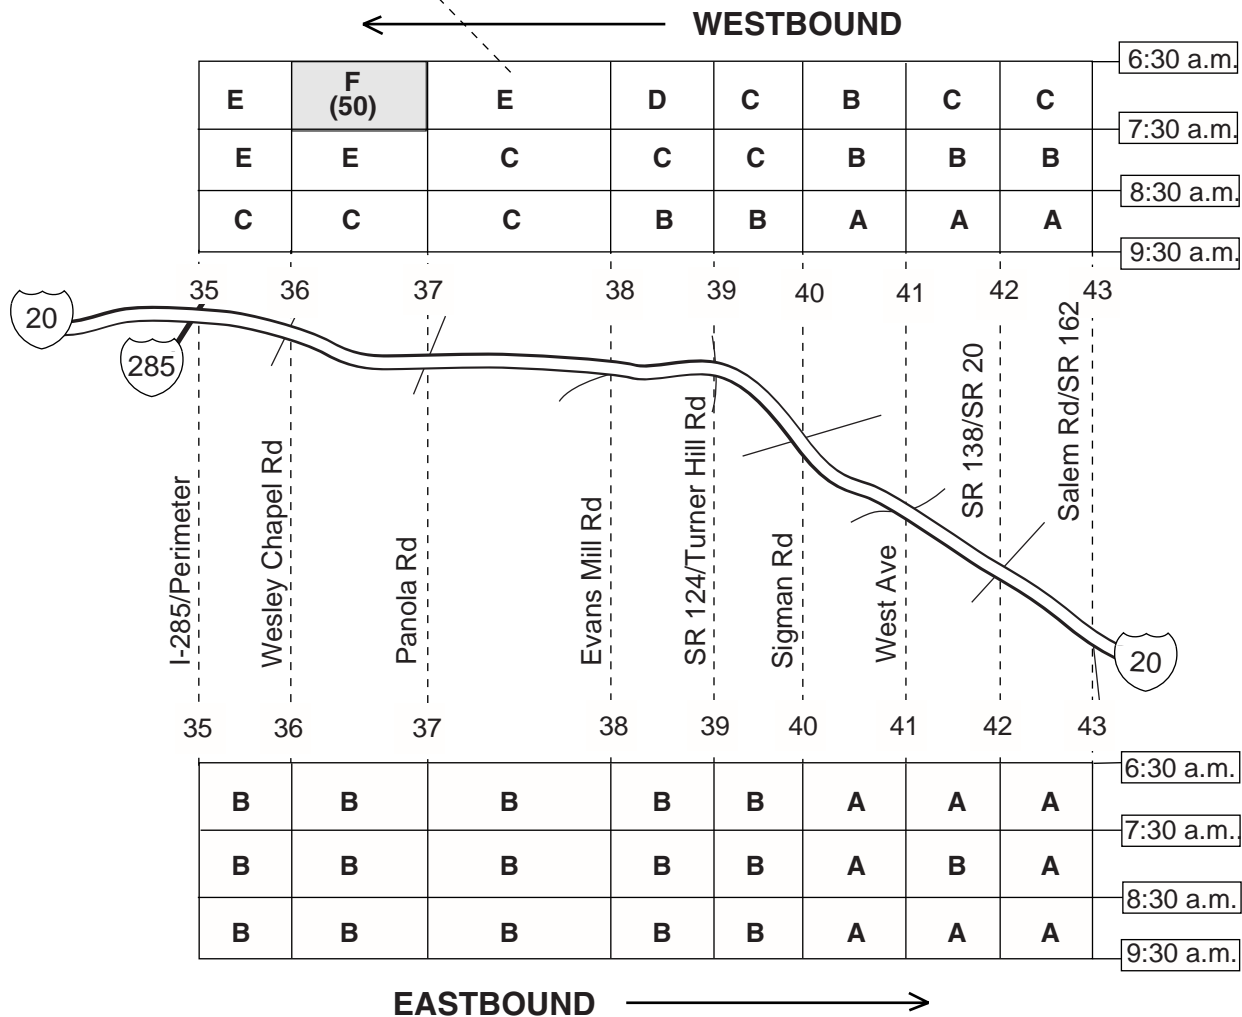 WESTBOUND
6:30 a.m.
E F E D C B C C
(50)
7:30 a.m.
E E C C C B B B
8:30 a.m.
C C C B B A A A
9:30 a.m.
35 36 37 38 39 40 41 42 43
20
285
I-285/Perimeter
Wesley Chapel Rd
Panola Rd
Evans Mill Rd
SR 124/Turner Hill Rd
Sigman Rd
West Ave
SR 138/SR 20
Salem Rd/SR 162
20
35 36 37 38 39 40 41 42 43
6:30 a.m.
B B B B B A A A
7:30 a.m..
B B B B B A B A
8:30 a.m.
B B B B B A A A
9:30 a.m.
EASTBOUND